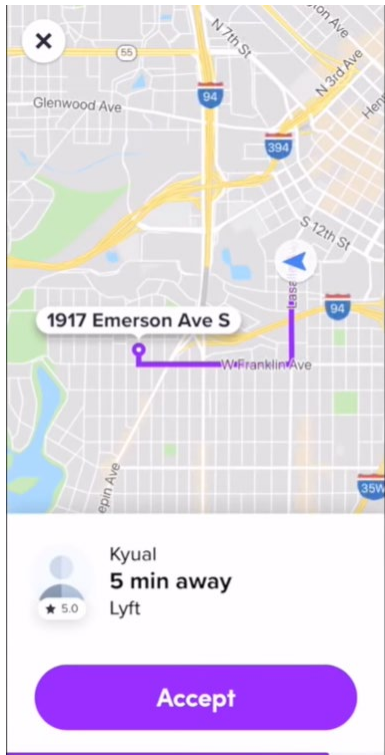 N 7th St
N 3rd Ave
55
94
Glenwood Ave
394
S 12th St
94
1917 Emerson Ave S
W Franklin Ave
35W
Kyual
5 min away
★ 5.0
Lyft
Accept